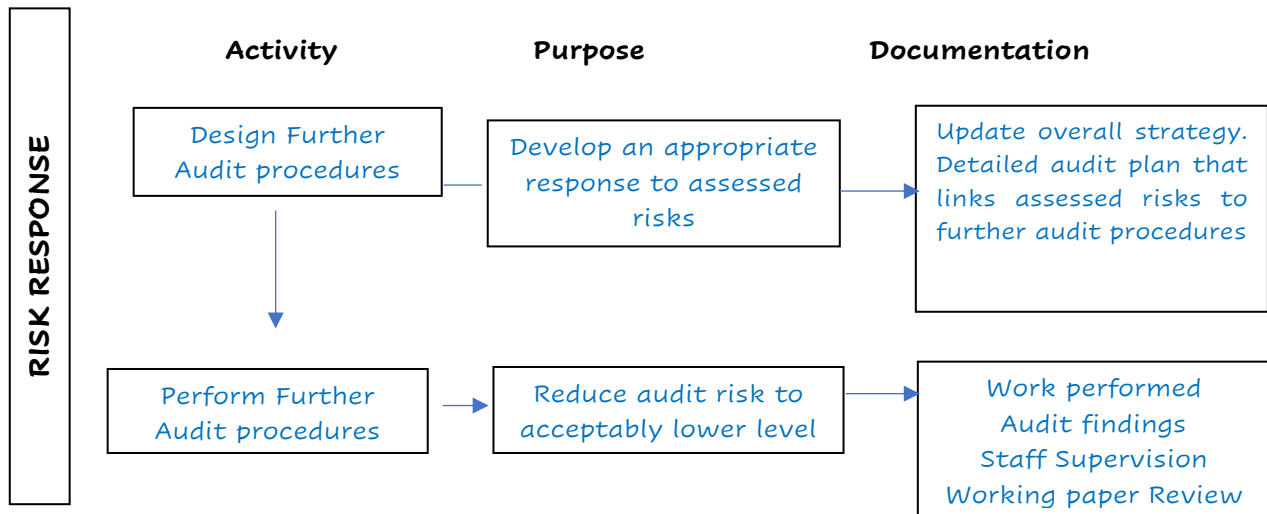 RISK RESPONSE
Activity
Purpose
Documentation
Design Further
Audit procedures
Develop an appropriate
response to assessed
risks
Update overall strategy.
Detailed audit plan that
links assessed risks to
further audit procedures
Perform Further
Audit procedures
Reduce audit risk to
acceptably lower level
Work performed
Audit findings
Staff Supervision
Working paper Review